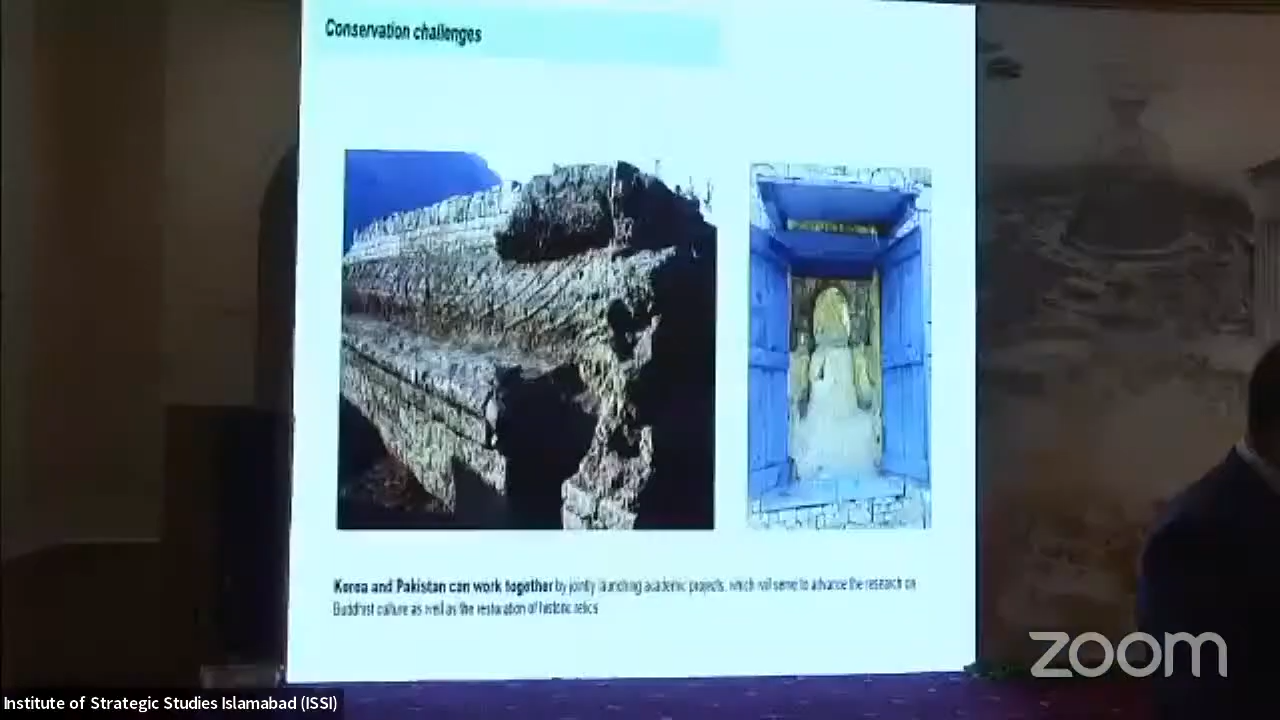 Conservation challenges
Korea and Pakistan can work together by jointly launching academic projects, which will serve to advance the research on
Buddhist culture as well as the restoration of historic relics
zoom
Institute of Strategic Studies Islamabad (ISSI)